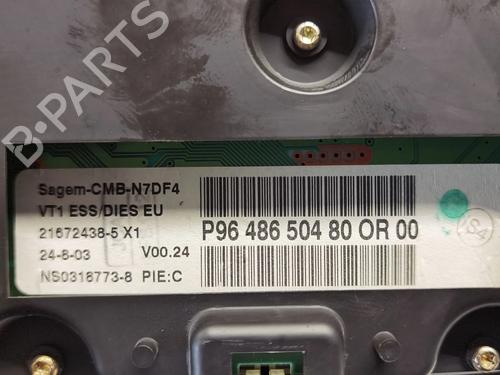 B-PARTS
Sagem-CMB-N7DF4
VT1 ESS/DIES EU
21672438-5 X1
24-6-03 V00.24
NS0318773-8 PIE:C
P96 486 504 80 OR 00